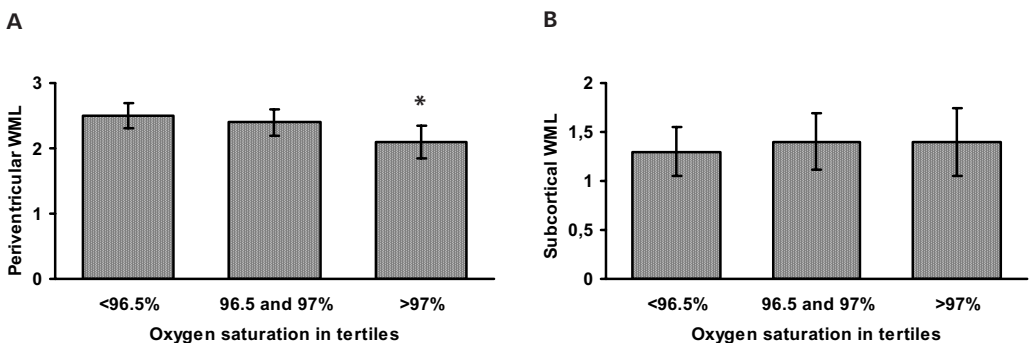 A
3
2
1
0
Periventricular WML
*
<96.5%
96.5 and 97%
>97%
Oxygen saturation in tertiles
B
2
1,5
1
0,5
0
Subcortical WML
<96.5%
96.5 and 97%
>97%
Oxygen saturation in tertiles